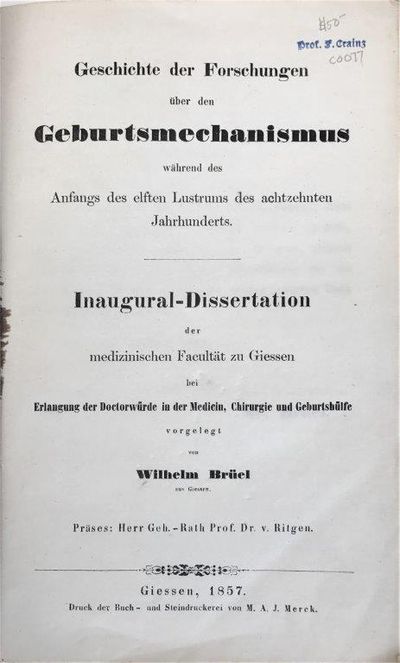 $50-
Prof. F. Crainz
C0077
Geschichte der Forschungen
über den
Geburtsmechanismus
während des
Anfangs des elften Lustrums des achtzehnten
Jahrhunderts.
Inaugural-Dissertation
der
medizinischen Facultät zu Giessen
bei
Erlangung der Doctorwürde in der Medicin, Chirurgie und Geburtshülfe
vorgelegt
von
Wilhelm Brüel
aus Giessen.
Präses: Herr Geh.-Rath Prof. Dr. v. Ritgen.
Giessen, 1857.
Druck der Buch- und Steindruckerei von M. A. J. Merck.